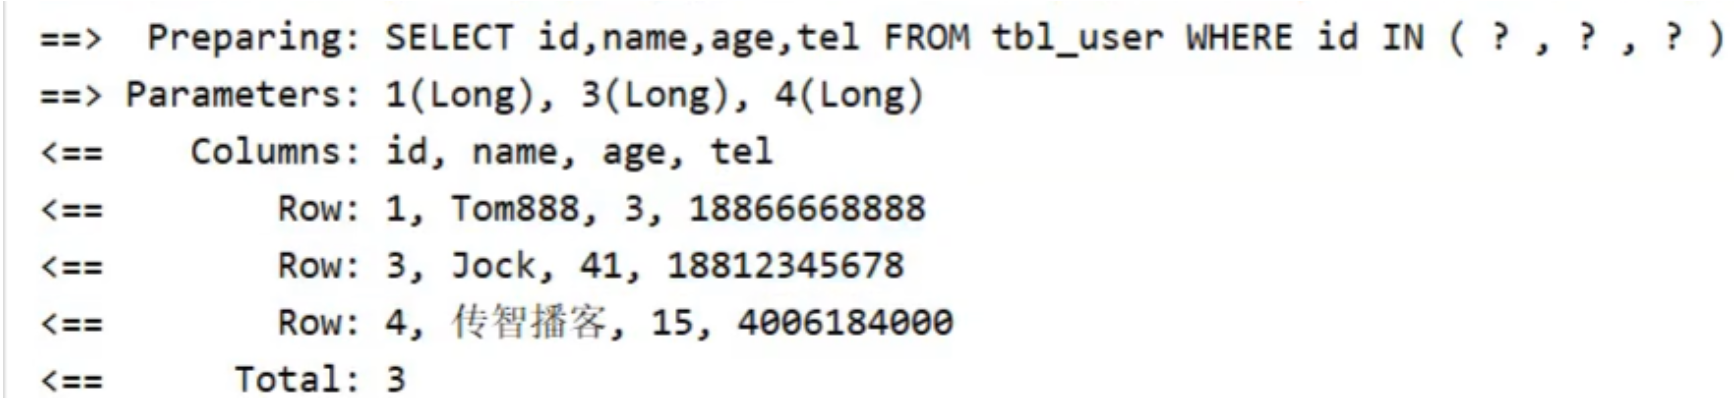 ==>  Preparing: SELECT id,name,age,tel FROM tbl_user WHERE id IN ( ? , ? , ? )
==> Parameters: 1(Long), 3(Long), 4(Long)
<==    Columns: id, name, age, tel
<==        Row: 1, Tom888, 3, 18866668888
<==        Row: 3, Jock, 41, 18812345678
<==        Row: 4, 传智播客, 15, 4006184000
<==      Total: 3